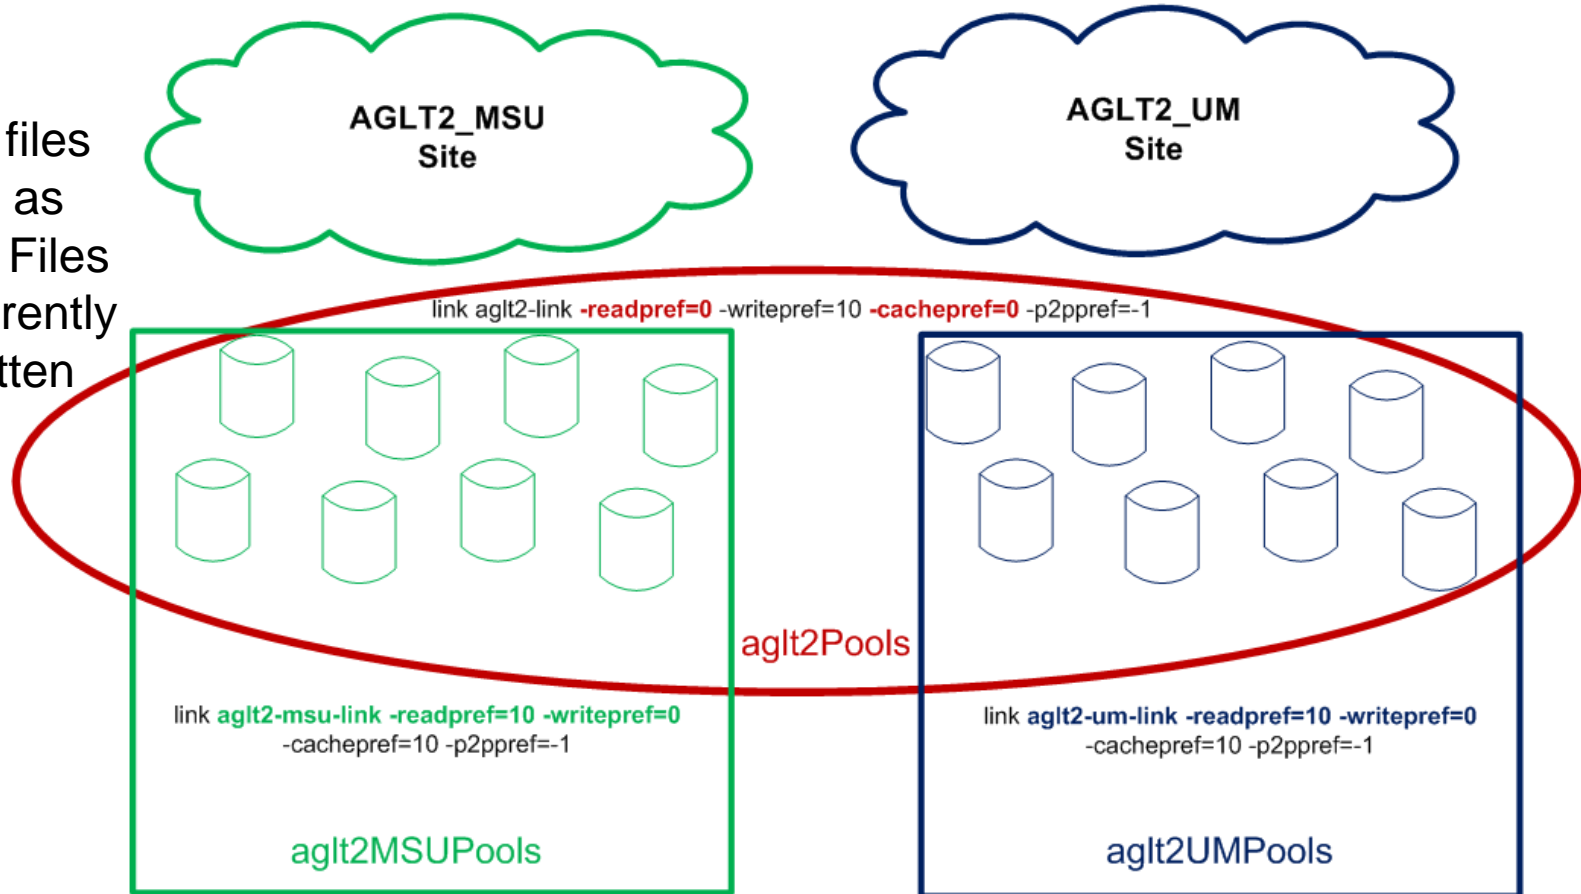 AGLT2_MSU
Site
AGLT2_UM
Site
files
as
Files
rently
tten
link aglt2-link -readpref=0 -writepref=10 -cachepref=0 -p2ppref=-1
aglt2Pools
link aglt2-msu-link -readpref=10 -writepref=0
-cachepref=10 -p2ppref=-1
aglt2MSUPools
link aglt2-um-link -readpref=10 -writepref=0
-cachepref=10 -p2ppref=-1
aglt2UMPools